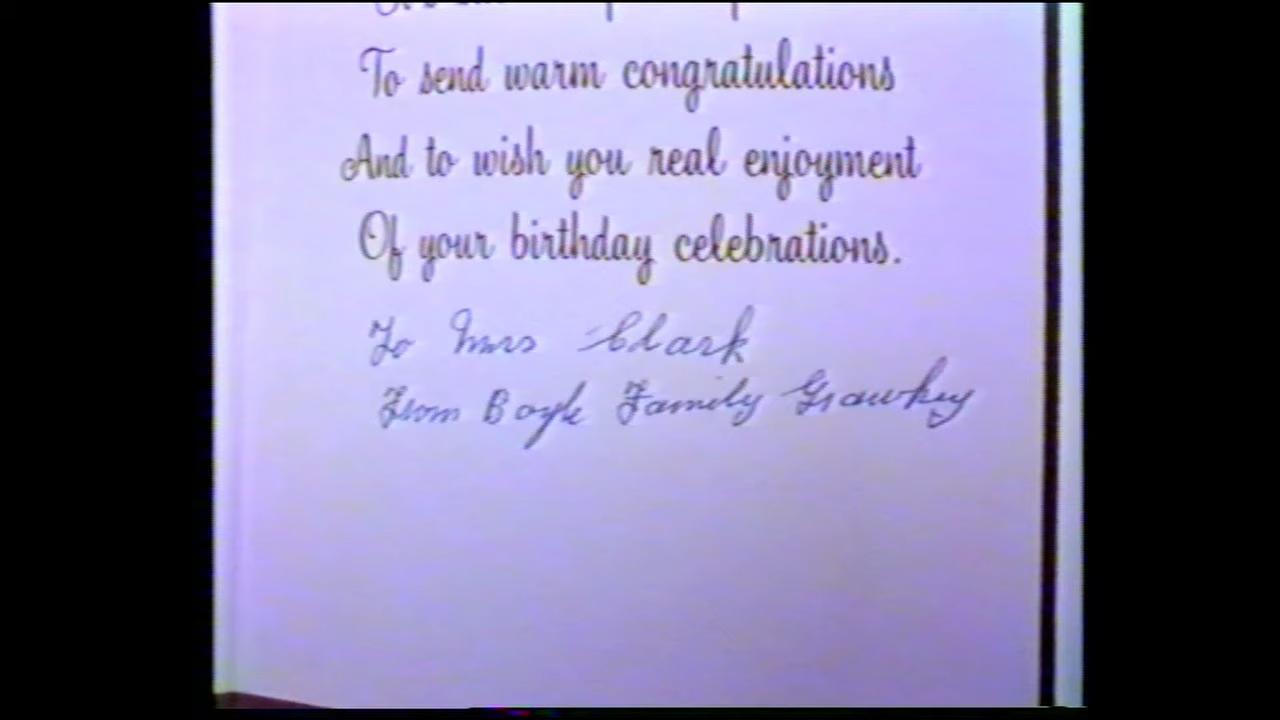 To send warm congratulations
And to wish you real enjoyment
Of your birthday celebrations.
To Mrs Clark
From Boyle Family Grawkey